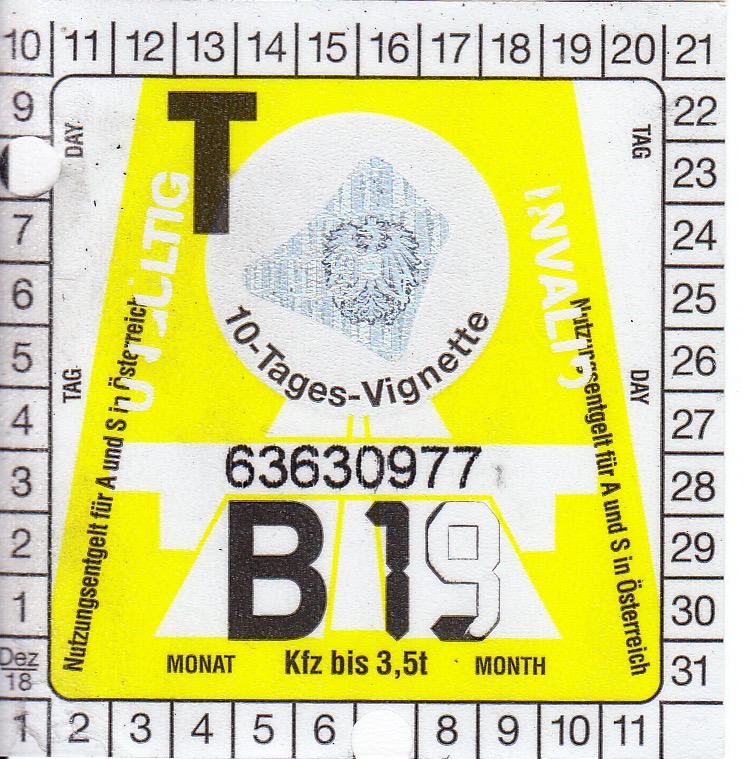 10 11 12 13 14 15 16 17 18 19 20 21
9 DAY T TAG 22
23
7 UNGÜLTIG INVALID 24
6 25
5 TAG 10-Tages-Vignette DAY 26
4 27
Nutzungsentgelt für A und S in Österreich
Nutzungsentgelt für A und S in Österreich
3 63630977 28
2 B 19 29
1 30
Dez 18 MONAT Kfz bis 3,5t MONTH 31
1 2 3 4 5 6 8 9 10 11